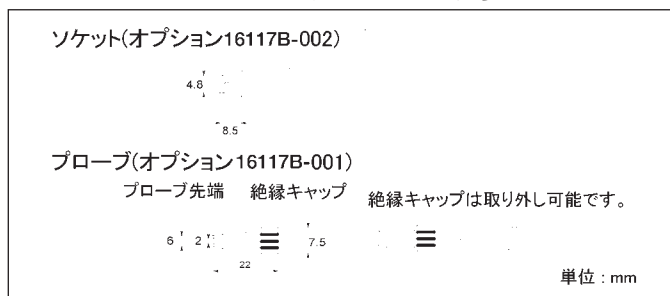 ソケット(オプション16117B-002)
4.8
8.5
プローブ(オプション16117B-001)
プローブ先端 絶縁キャップ 絶縁キャップは取り外し可能です。
6 2 7.5
22
単位：mm